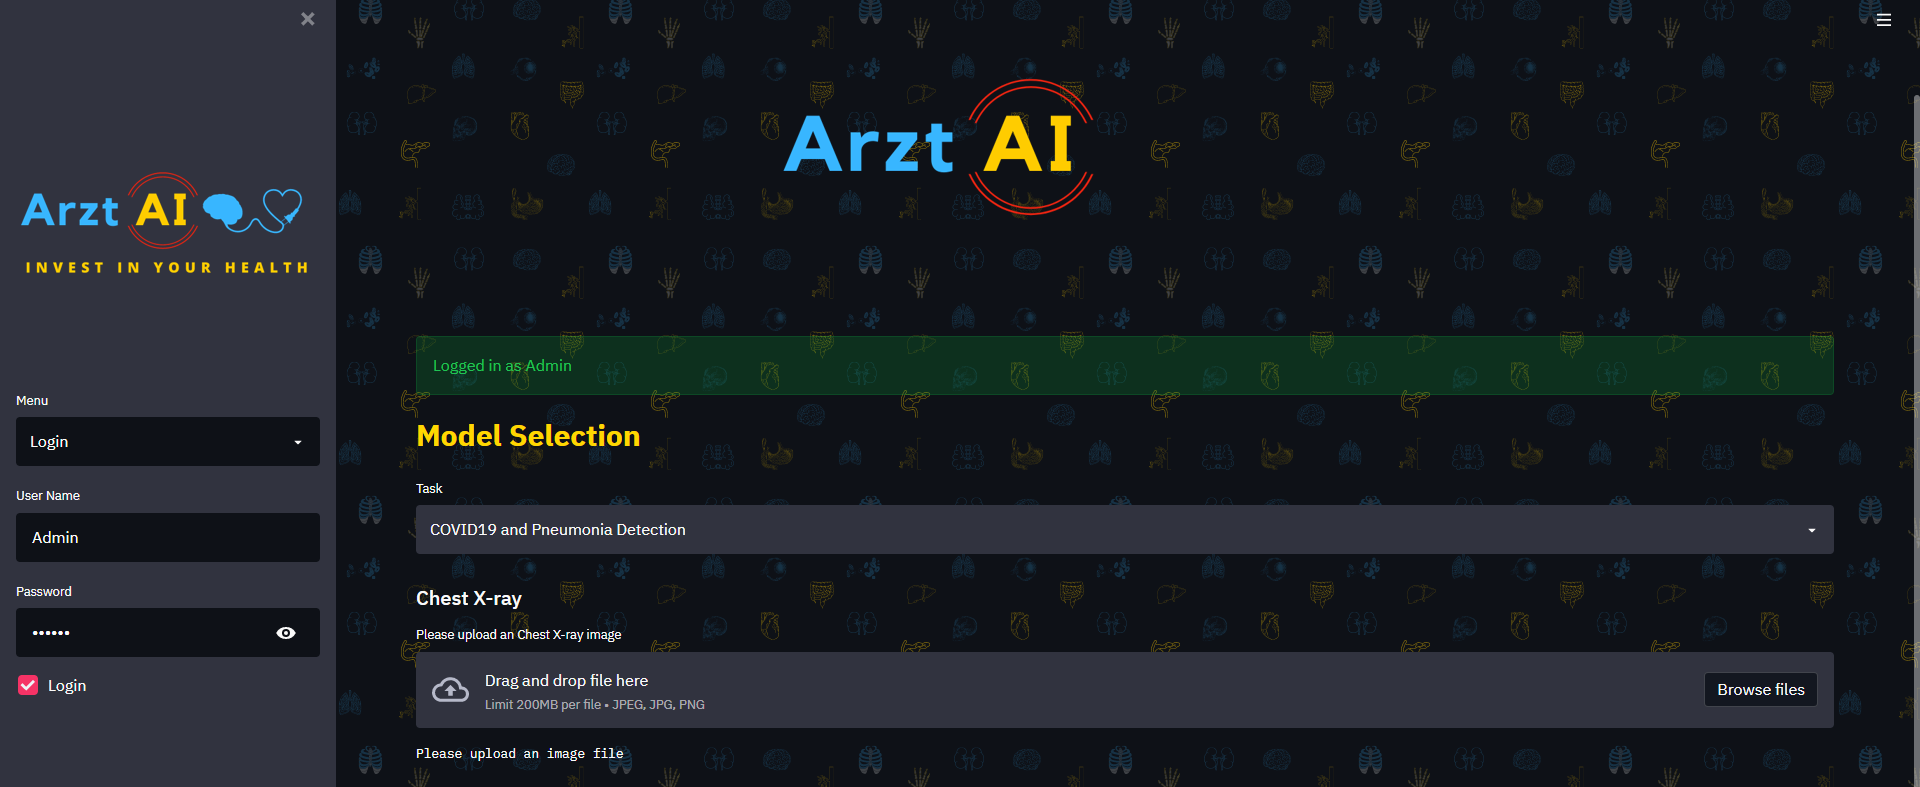 Arzt AI
INVEST IN YOUR HEALTH
Menu
Login
User Name
Admin
Password
••••••
Login
Arzt AI
Logged in as Admin
Model Selection
Task
COVID19 and Pneumonia Detection
Chest X-ray
Please upload an Chest X-ray image
Drag and drop file here
Limit 200MB per file • JPEG, JPG, PNG
Browse files
Please upload an image file